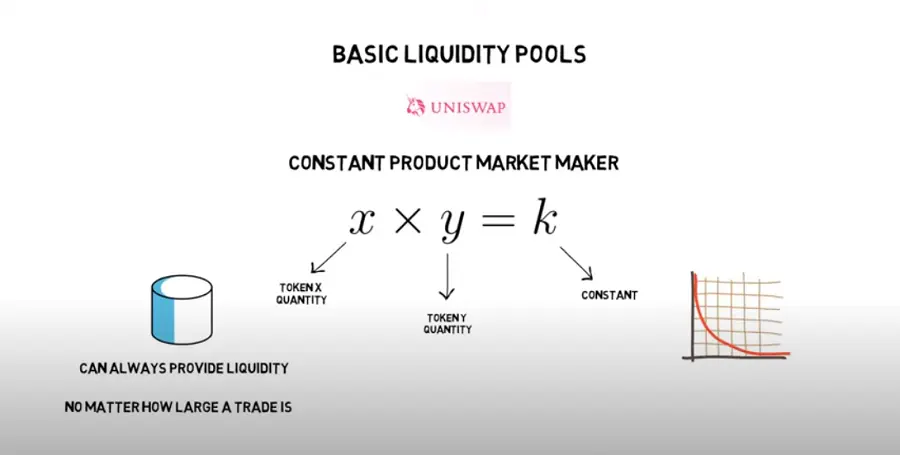 BASIC LIQUIDITY POOLS
UNISWAP
CONSTANT PRODUCT MARKET MAKER
x × y = k
TOKEN X
QUANTITY
TOKEN Y
QUANTITY
CONSTANT
CAN ALWAYS PROVIDE LIQUIDITY
NO MATTER HOW LARGE A TRADE IS